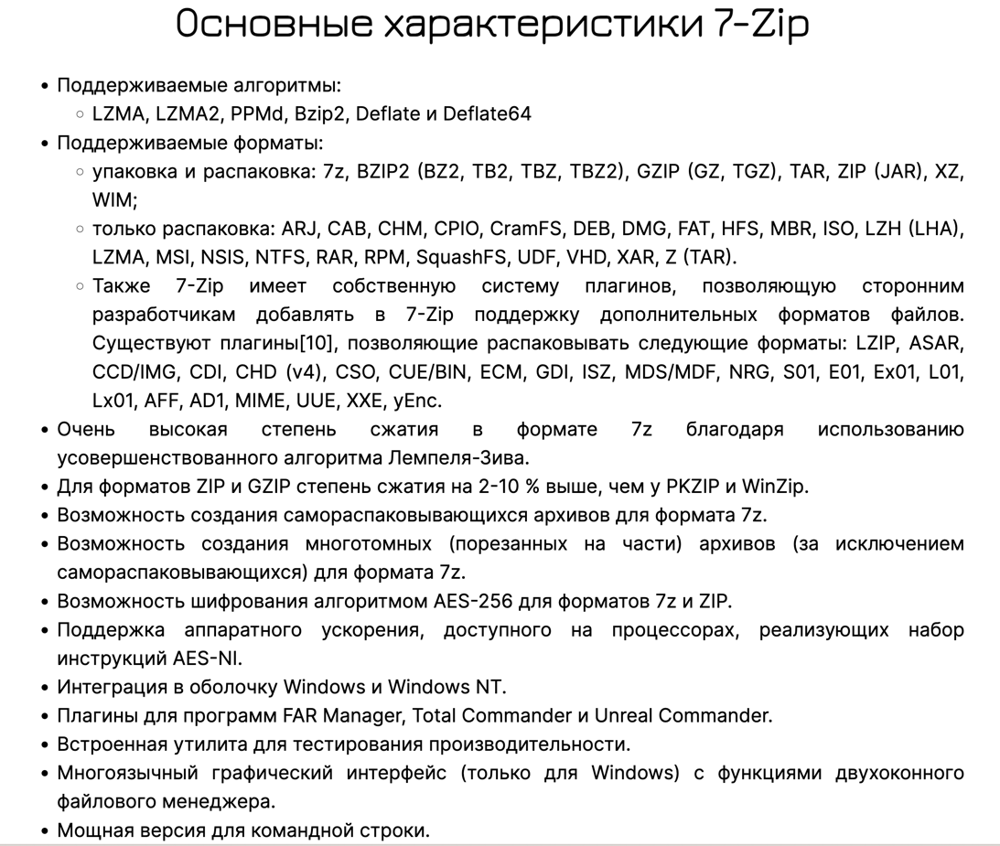 Основные характеристики 7-Zip
• Поддерживаемые алгоритмы:
◦ LZMA, LZMA2, PPMd, Bzip2, Deflate и Deflate64
• Поддерживаемые форматы:
◦ упаковка и распаковка: 7z, BZIP2 (BZ2, TB2, TBZ, TBZ2), GZIP (GZ, TGZ), TAR, ZIP (JAR), XZ,
WIM;
◦ только распаковка: ARJ, CAB, CHM, CPIO, CramFS, DEB, DMG, FAT, HFS, MBR, ISO, LZH (LHA),
LZMA, MSI, NSIS, NTFS, RAR, RPM, SquashFS, UDF, VHD, XAR, Z (TAR).
◦ Также 7-Zip имеет собственную систему плагинов, позволяющую сторонним
разработчикам добавлять в 7-Zip поддержку дополнительных форматов файлов.
Существуют плагины[10], позволяющие распаковывать следующие форматы: LZIP, ASAR,
CCD/IMG, CDI, CHD (v4), CSO, CUE/BIN, ECM, GDI, ISZ, MDS/MDF, NRG, S01, E01, Ex01, L01,
Lx01, AFF, AD1, MIME, UUE, XXE, yEnc.
• Очень высокая степень сжатия в формате 7z благодаря использованию
усовершенствованного алгоритма Лемпеля-Зива.
• Для форматов ZIP и GZIP степень сжатия на 2-10 % выше, чем у PKZIP и WinZip.
• Возможность создания самораспаковывающихся архивов для формата 7z.
• Возможность создания многотомных (порезанных на части) архивов (за исключением
самораспаковывающихся) для формата 7z.
• Возможность шифрования алгоритмом AES-256 для форматов 7z и ZIP.
• Поддержка аппаратного ускорения, доступного на процессорах, реализующих набор
инструкций AES-NI.
• Интеграция в оболочку Windows и Windows NT.
• Плагины для программ FAR Manager, Total Commander и Unreal Commander.
• Встроенная утилита для тестирования производительности.
• Многоязычный графический интерфейс (только для Windows) с функциями двухоконного
файлового менеджера.
• Мощная версия для командной строки.